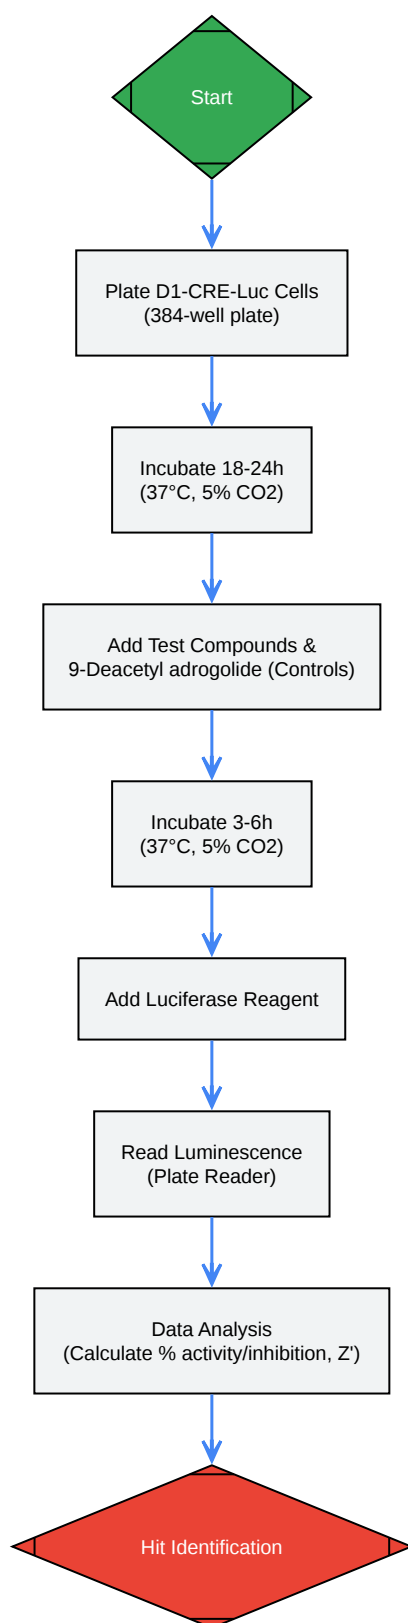 Start
Plate D1-CRE-Luc Cells
(384-well plate)
Incubate 18-24h
(37°C, 5% CO2)
Add Test Compounds &
9-Deacetyl adrogolide (Controls)
Incubate 3-6h
(37°C, 5% CO2)
Add Luciferase Reagent
Read Luminescence
(Plate Reader)
Data Analysis
(Calculate % activity/inhibition, Z')
Hit Identification